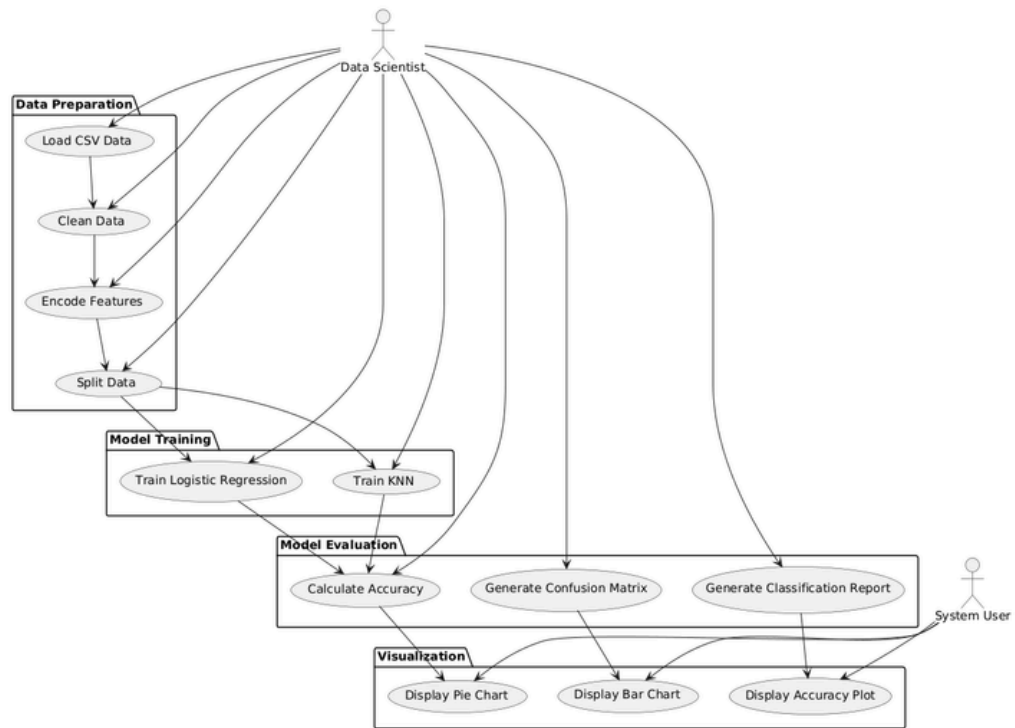 Data Scientist
Data Preparation
Load CSV Data
Clean Data
Encode Features
Split Data
Model Training
Train Logistic Regression
Train KNN
Model Evaluation
Calculate Accuracy
Generate Confusion Matrix
Generate Classification Report
System User
Visualization
Display Pie Chart
Display Bar Chart
Display Accuracy Plot